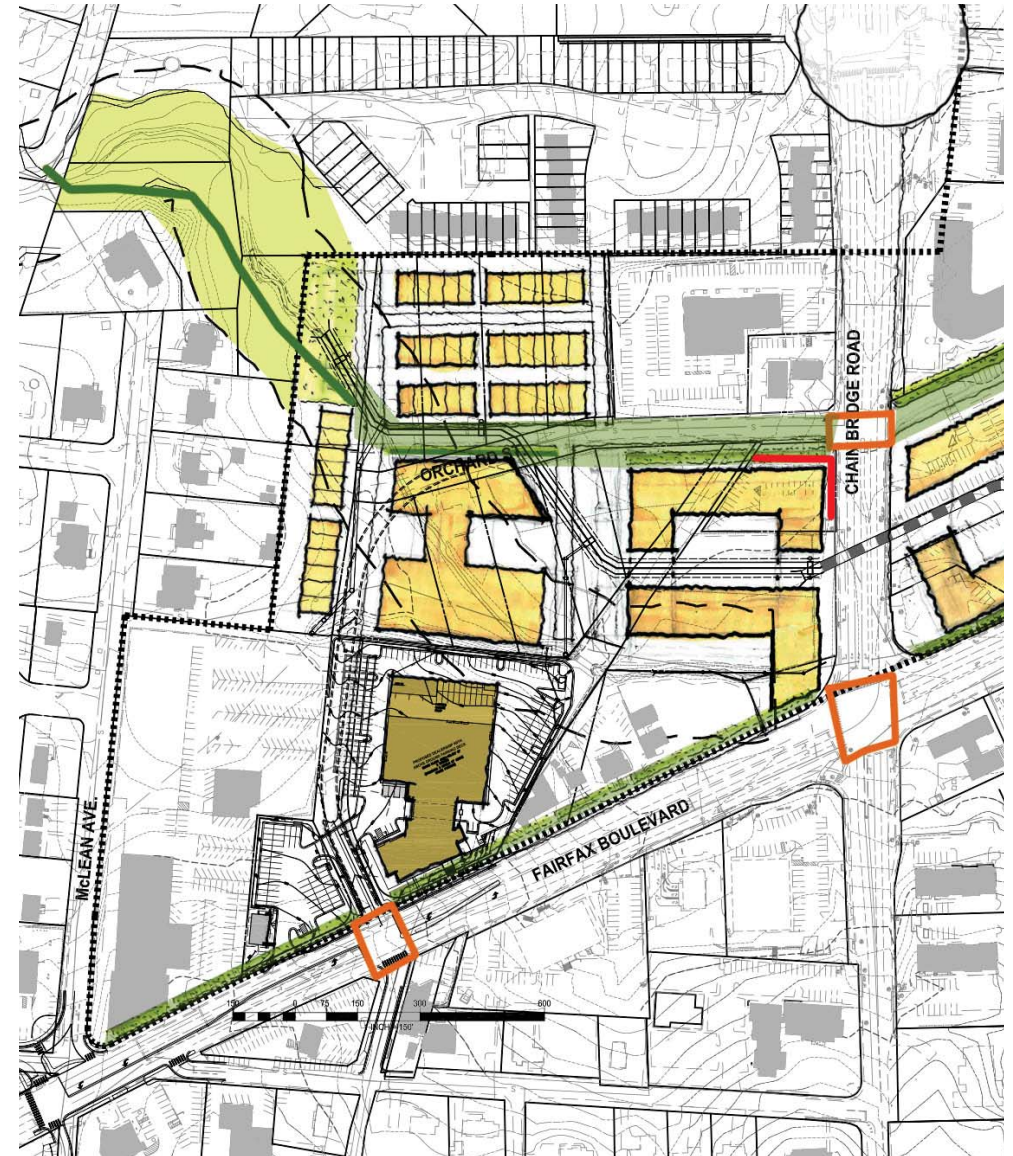 CHAIN BRIDGE ROAD
ORCHARD S
McLEAN AVE.
FAIRFAX BOULEVARD
150 0 75 150 300 600